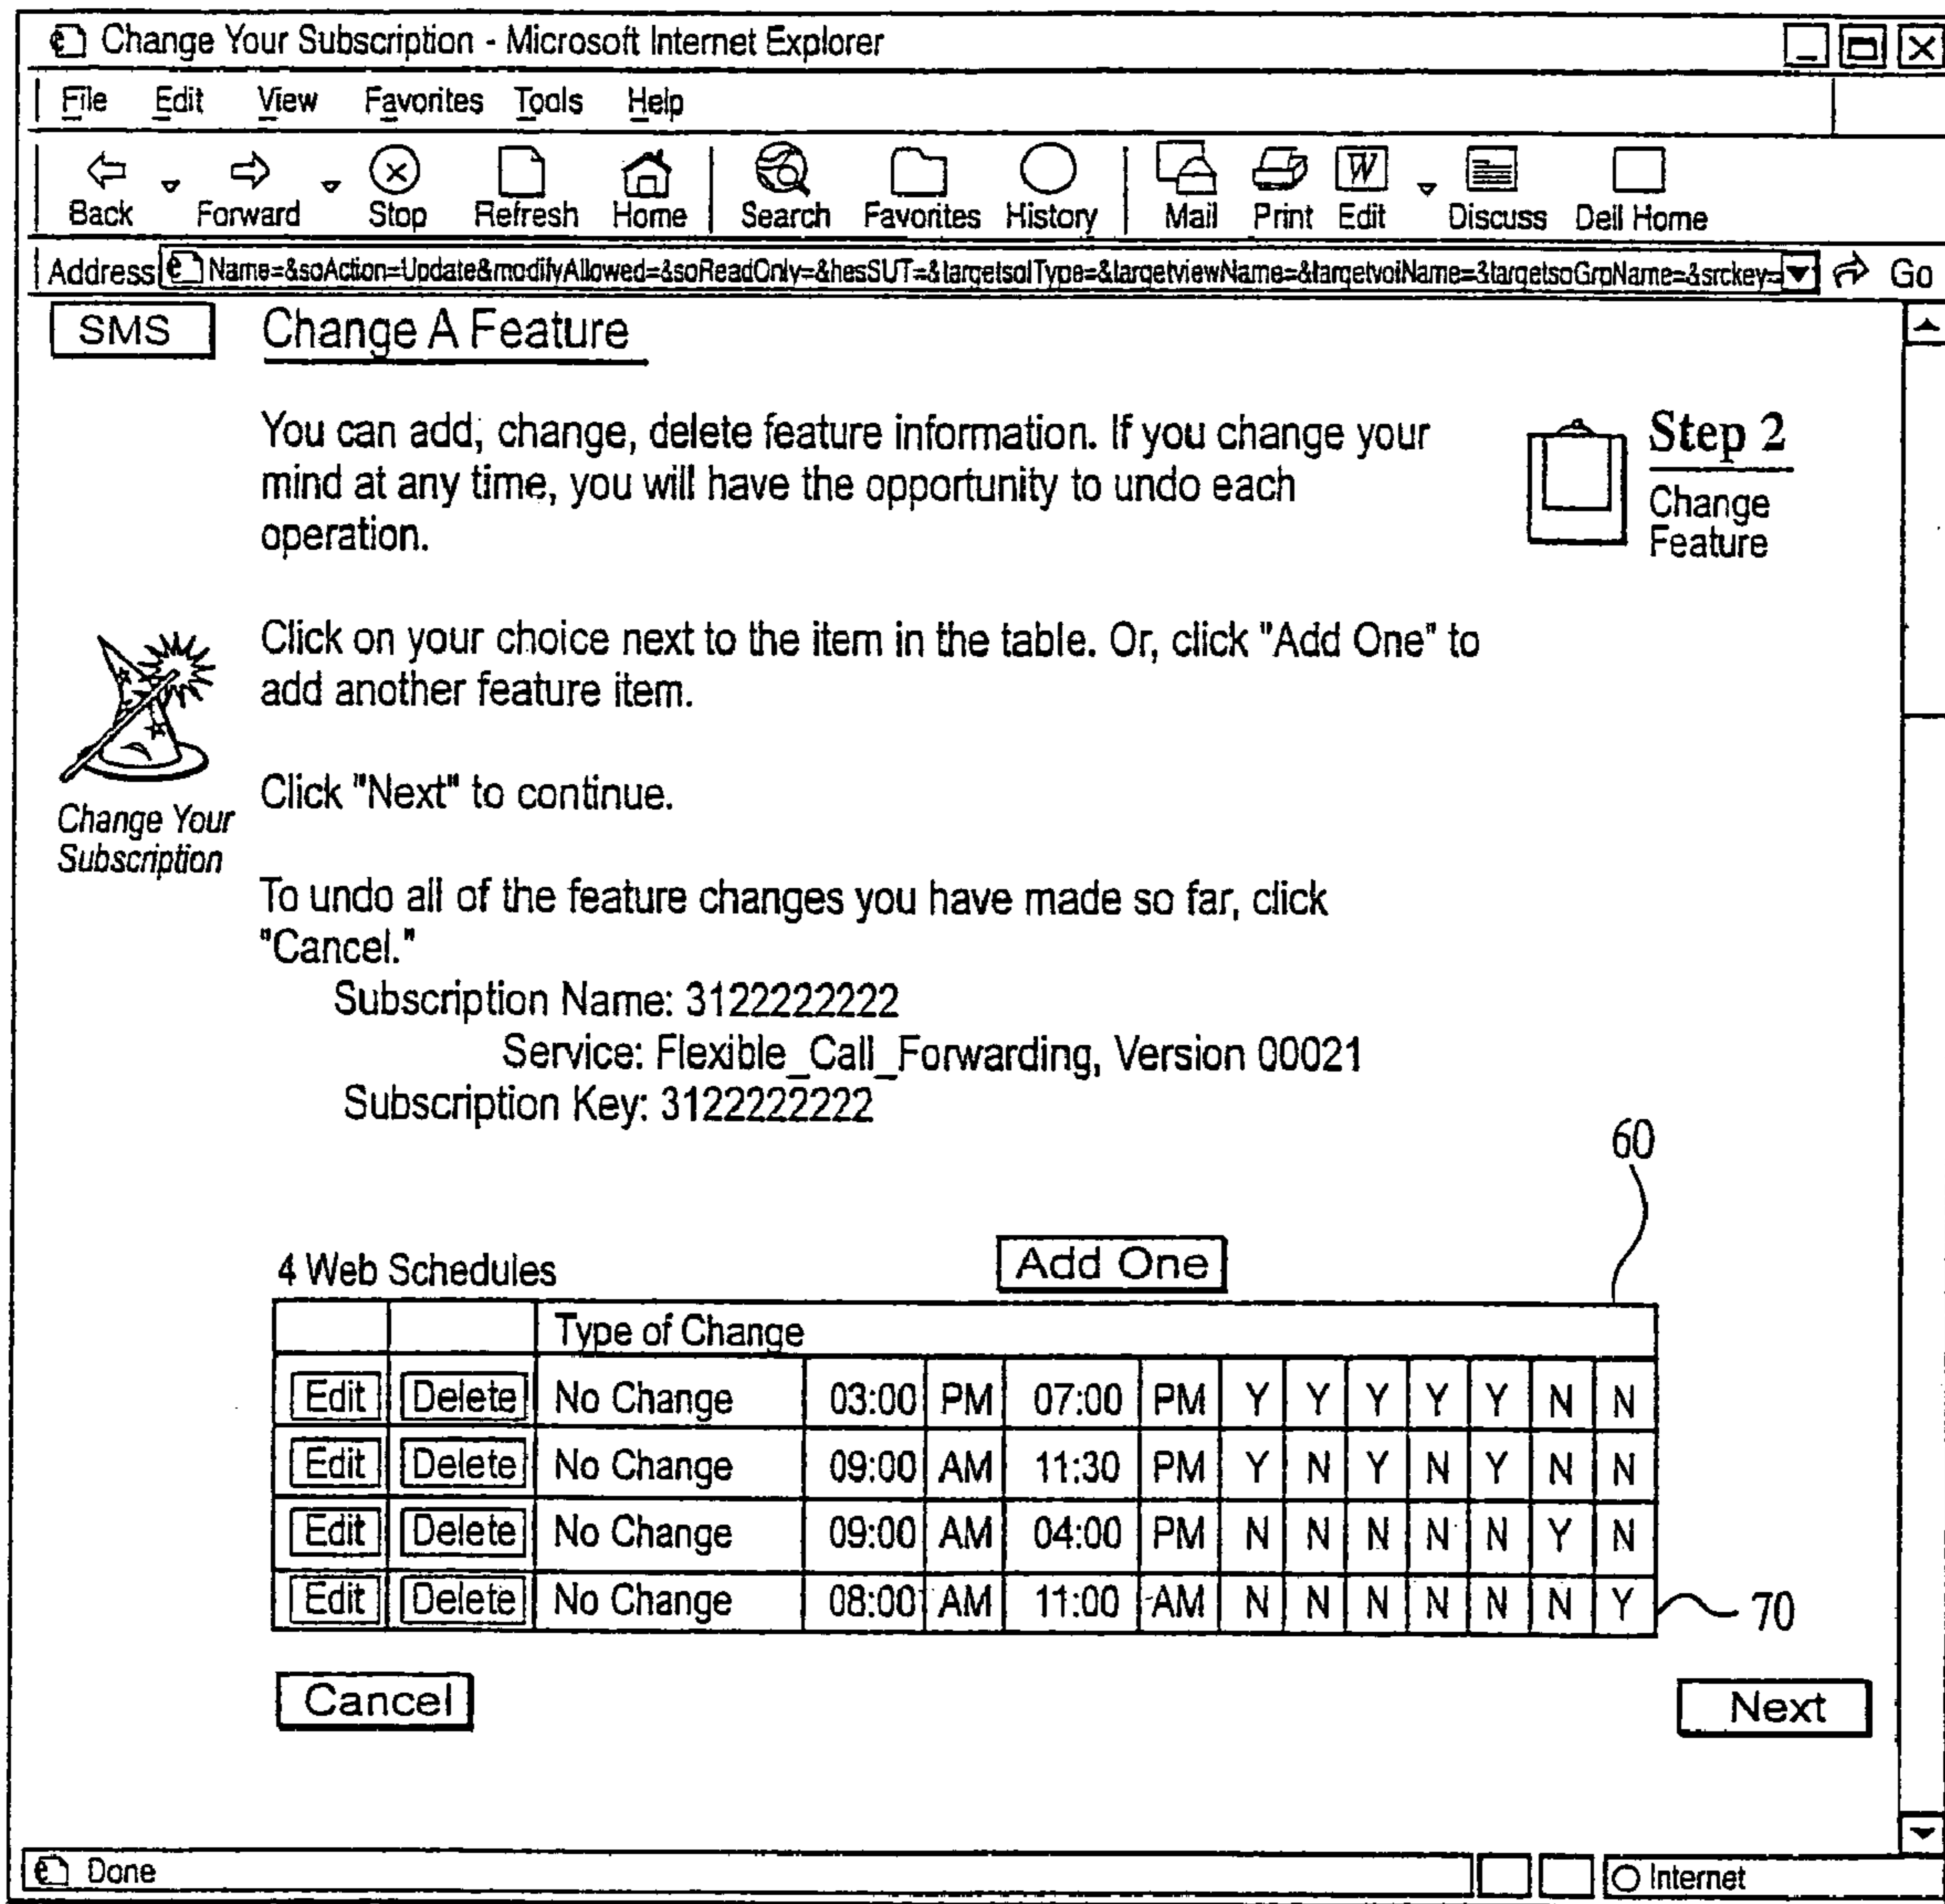 Change Your Subscription - Microsoft Internet Explorer
File Edit View Favorites Tools Help
Back Forward Stop Refresh Home Search Favorites History Mail Print Edit Discuss Dell Home
Address Name=&soAction=Update&modifyAllowed=&soReadOnly=&hesSUT=&targetsolType=&targetviewName=&targetvoiName=&targetsoGrpName=&srckey= Go
SMS Change A Feature
You can add, change, delete feature information. If you change your
mind at any time, you will have the opportunity to undo each
operation.
Step 2
Change
Feature
Click on your choice next to the item in the table. Or, click "Add One" to
add another feature item.
Click "Next" to continue.
Change Your
Subscription
To undo all of the feature changes you have made so far, click
"Cancel."
Subscription Name: 3122222222
Service: Flexible_Call_Forwarding, Version 00021
Subscription Key: 3122222222
60
4 Web Schedules Add One
Type of Change
Edit Delete No Change 03:00 PM 07:00 PM Y Y Y Y Y N N
Edit Delete No Change 09:00 AM 11:30 PM Y N Y N Y N N
Edit Delete No Change 09:00 AM 04:00 PM N N N N N Y N
Edit Delete No Change 08:00 AM 11:00 AM N N N N N N Y
70
Cancel Next
Done Internet